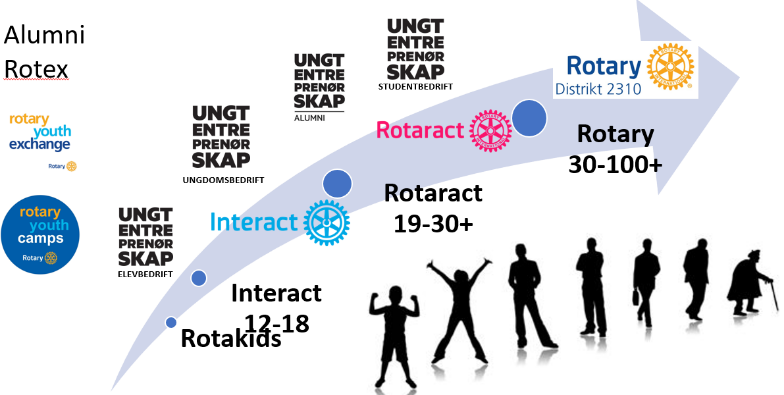 Alumni
Rotex
rotary
youth
exchange
Rotary
rotary
youth
camps
Rotary
UNGT
ENTRE
PRENØR
SKAP
ELEVBEDRIFT
UNGT
ENTRE
PRENØR
SKAP
UNGDOMSBEDRIFT
UNGT
ENTRE
PRENØR
SKAP
ALUMNI
UNGT
ENTRE
PRENØR
SKAP
STUDENTBEDRIFT
Rotary
Distrikt 2310
Rotaract
Interact
Rotary
30-100+
Rotaract
19-30+
Interact
12-18
Rotakids